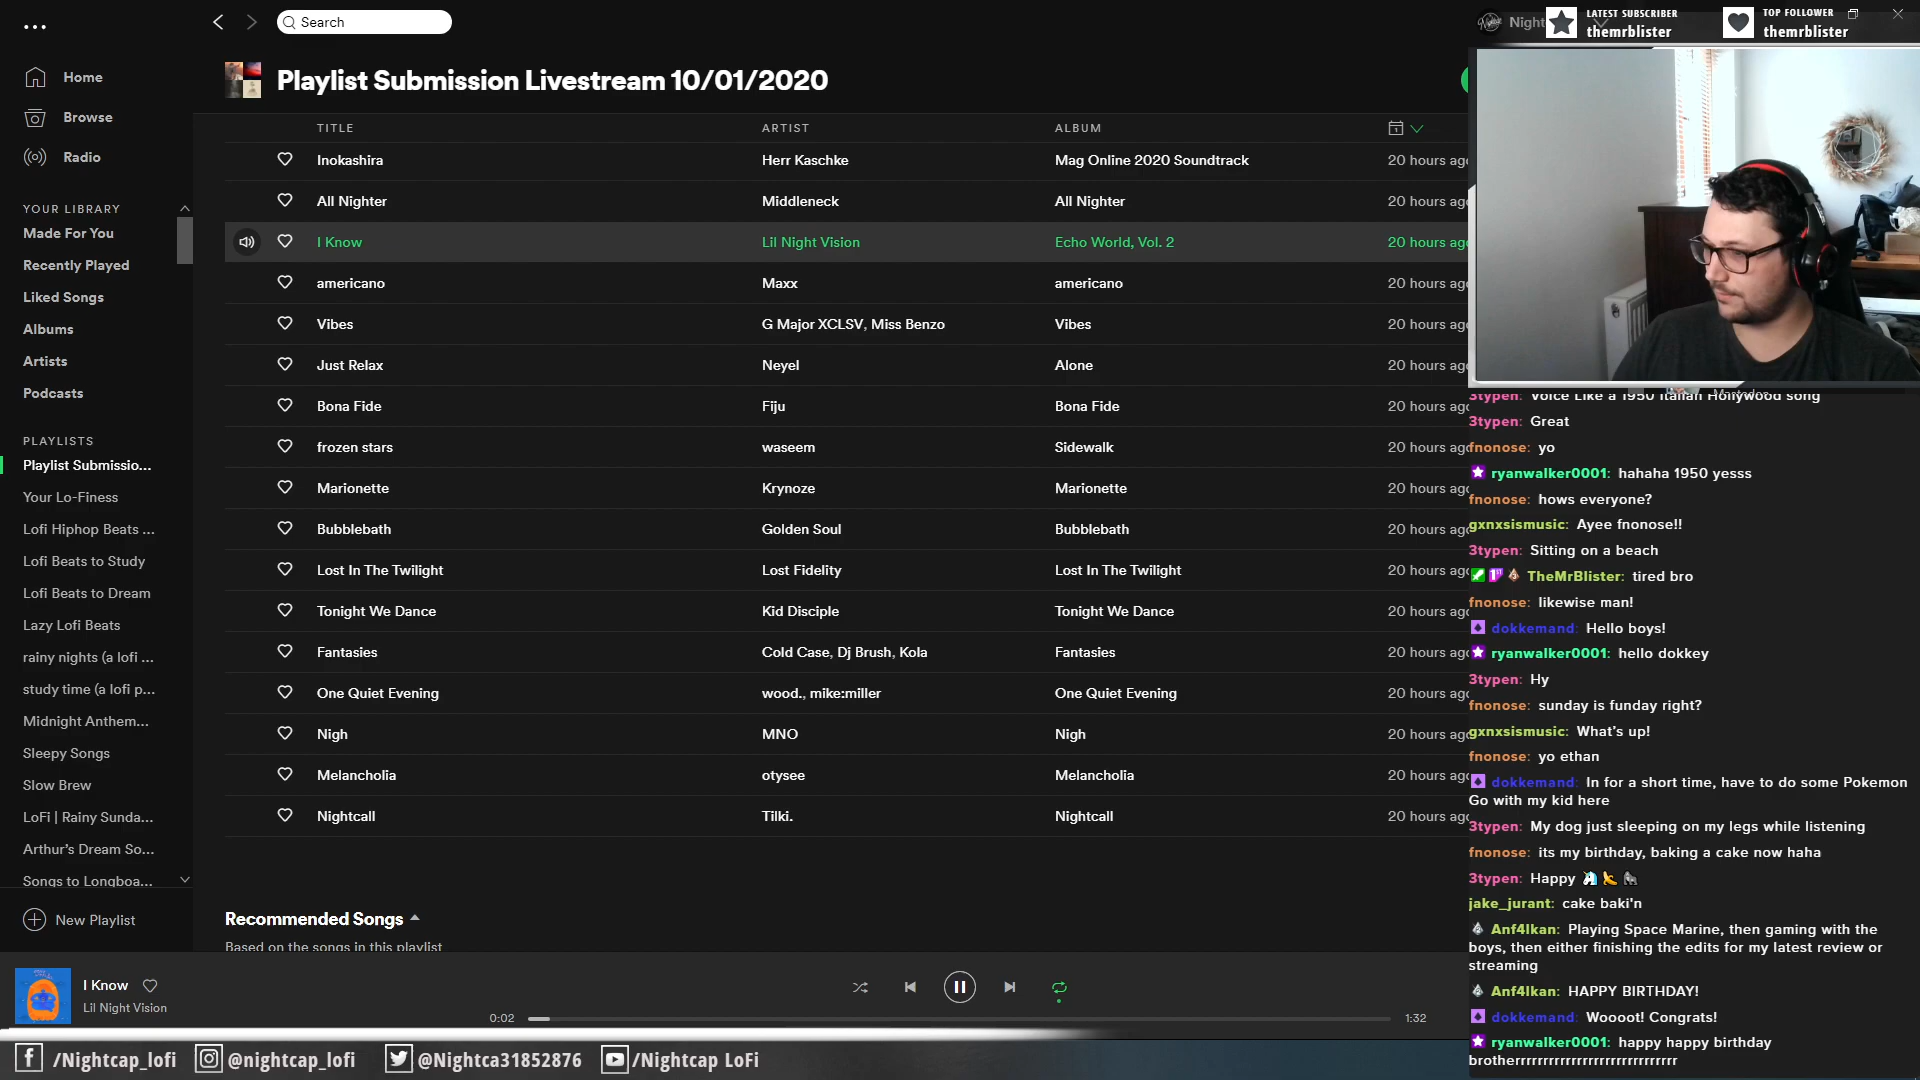 Search
Night
LATEST SUBSCRIBER
themrblister
TOP FOLLOWER
themrblister
Home
Browse
Radio
YOUR LIBRARY
Made For You
Recently Played
Liked Songs
Albums
Artists
Podcasts
PLAYLISTS
Playlist Submissio...
Your Lo-Finess
Lofi Hiphop Beats ...
Lofi Beats to Study
Lofi Beats to Dream
Lazy Lofi Beats
rainy nights (a lofi ...
study time (a lofi p...
Midnight Anthem...
Sleepy Songs
Slow Brew
LoFi | Rainy Sunda...
Arthur's Dream So...
Songs to Longboa...
New Playlist
Playlist Submission Livestream 10/01/2020
TITLE ARTIST ALBUM
Inokashira Herr Kaschke Mag Online 2020 Soundtrack 20 hours ago
All Nighter Middleneck All Nighter 20 hours ago
I Know Lil Night Vision Echo World, Vol. 2 20 hours ago
americano Maxx americano 20 hours ago
Vibes G Major XCLSV, Miss Benzo Vibes 20 hours ago
Just Relax Neyel Alone 20 hours ago
Bona Fide Fiju Bona Fide 20 hours ago
frozen stars waseem Sidewalk 20 hours ago
Marionette Krynoze Marionette 20 hours ago
Bubblebath Golden Soul Bubblebath 20 hours ago
Lost In The Twilight Lost Fidelity Lost In The Twilight 20 hours ago
Tonight We Dance Kid Disciple Tonight We Dance 20 hours ago
Fantasies Cold Case, Dj Brush, Kola Fantasies 20 hours ago
One Quiet Evening wood., mike:miller One Quiet Evening 20 hours ago
Nigh MNO Nigh 20 hours ago
Melancholia otysee Melancholia 20 hours ago
Nightcall Tilki. Nightcall 20 hours ago
Recommended Songs
Based on the songs in this playlist
3typen: Voice Like a 1950 Italian Hollywood song
3typen: Great
fnonose: yo
ryanwalker0001: hahaha 1950 yesss
fnonose: hows everyone?
gxnxsismusic: Ayee fnonose!!
3typen: Sitting on a beach
TheMrBlister: tired bro
fnonose: likewise man!
dokkemand: Hello boys!
ryanwalker0001: hello dokkey
3typen: Hy
fnonose: sunday is funday right?
gxnxsismusic: What's up!
fnonose: yo ethan
dokkemand: In for a short time, have to do some Pokemon
Go with my kid here
3typen: My dog just sleeping on my legs while listening
fnonose: its my birthday, baking a cake now haha
3typen: Happy 🦄 🍌 🦍
jake_jurant: cake baki'n
Anf4lkan: Playing Space Marine, then gaming with the
boys, then either finishing the edits for my latest review or
streaming
Anf4lkan: HAPPY BIRTHDAY!
dokkemand: Woooot! Congrats!
ryanwalker0001: happy happy birthday
brotherrrrrrrrrrrrrrrrrrrrrrrrrrrrr
I Know
Lil Night Vision
0:02
1:32
/Nightcap_lofi @nightcap_lofi @Nightca31852876 /Nightcap LoFi